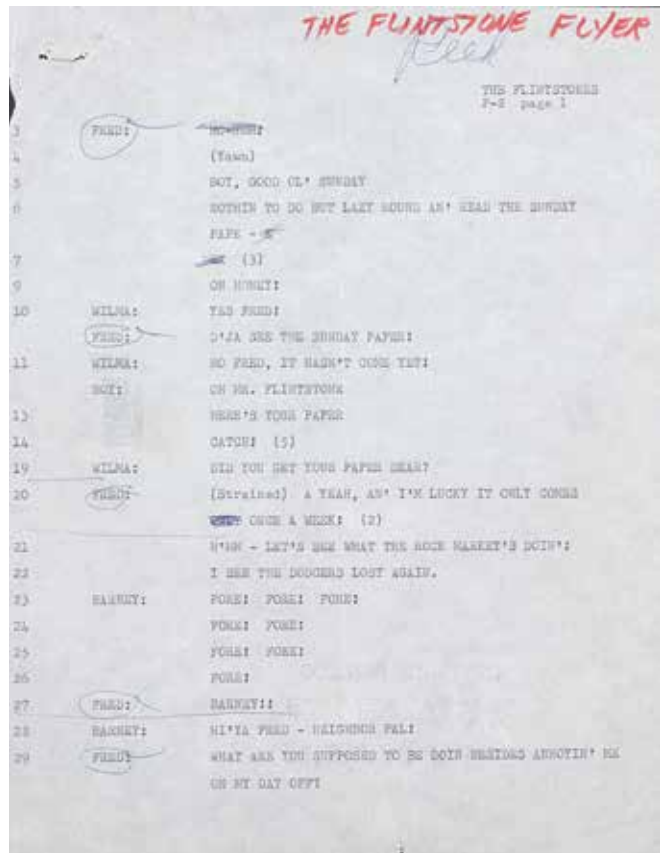 THE FLINTSTONE FLYER
Reed
THE FLINTSTONES
P-2 page 1
3 FRED: HO-HUM!
4 (Yawn)
5 BOY, GOOD OL' SUNDAY
6 NOTHIN TO DO BUT LAZY ROUND AN' READ THE SUNDAY
PAPE -
7 (3)
9 OH HONEY!
10 WILMA: YES FRED!
FRED: D'JA SEE THE SUNDAY PAPER!
11 WILMA: NO FRED, IT HASN'T COME YET!
BOY: OH MR. FLINTSTONE
13 HERE'S YOUR PAPER
14 CATCH! (5)
19 WILMA: DID YOU GET YOUR PAPER DEAR?
20 FRED: (Strained) A YEAH, AN' I'M LUCKY IT ONLY COMES
ONCE A WEEK! (2)
21 H'MM - LET'S SEE WHAT THE ROCK MARKET'S DOIN'!
22 I SEE THE DODGERS LOST AGAIN.
23 BARNEY: FORE! FORE! FORE!
24 FORE! FORE!
25 FORE! FORE!
26 FORE!
27 FRED: BARNEY!!
28 BARNEY: HI'YA FRED - NEIGHBOR PAL!
29 FRED: WHAT ARE YOU SUPPOSED TO BE DOIN BESIDES ANNOYIN' ME
ON MY DAY OFF?